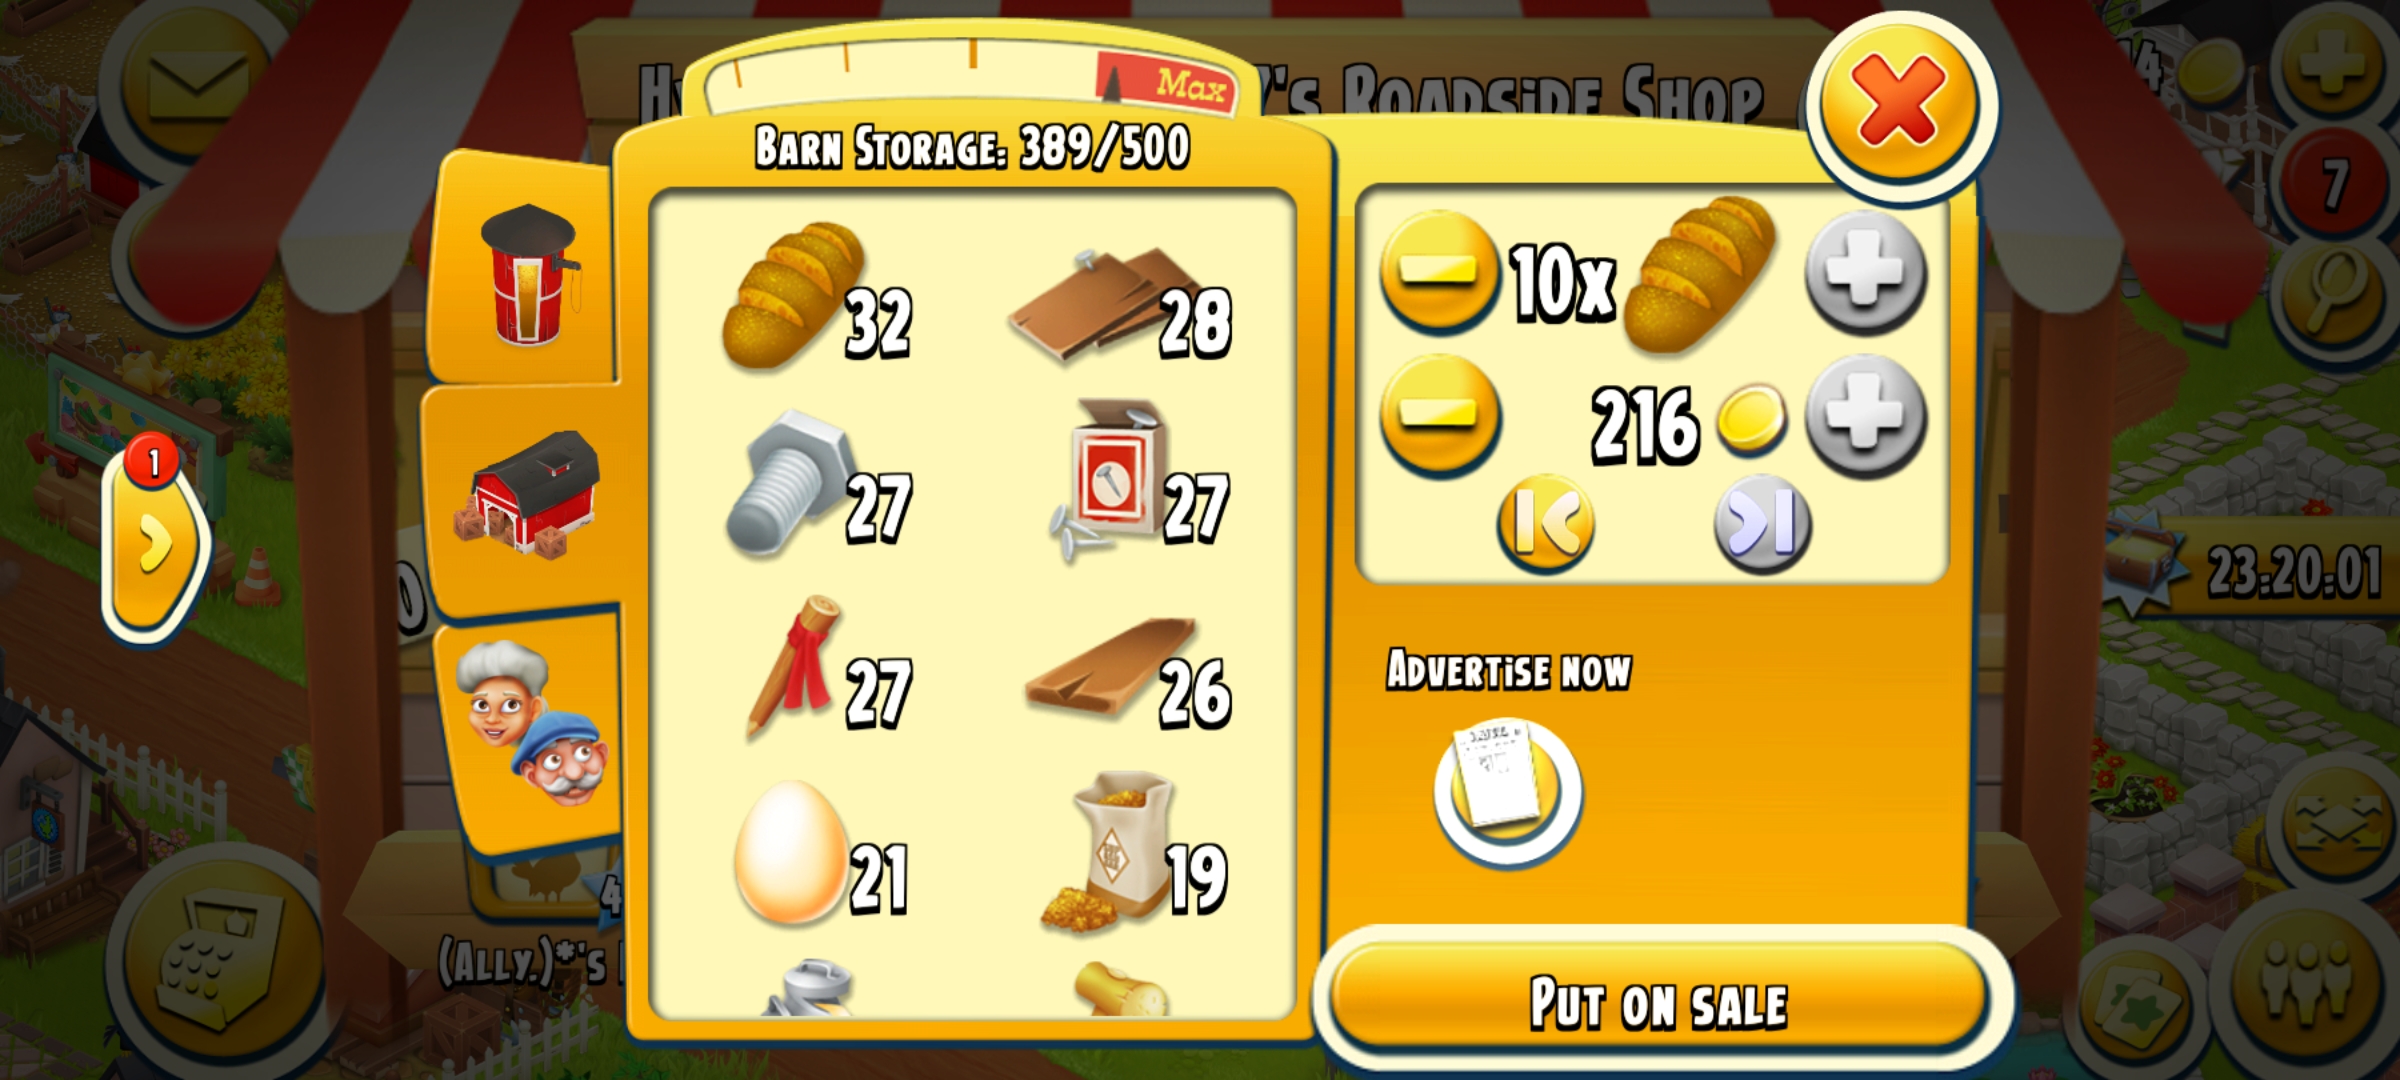 's Roadside Shop
Max
Barn Storage: 389/500
32
28
27
27
27
26
21
19
10x
216
Advertise now
Put on sale
1
7
23:20:01
(Ally.)*'s